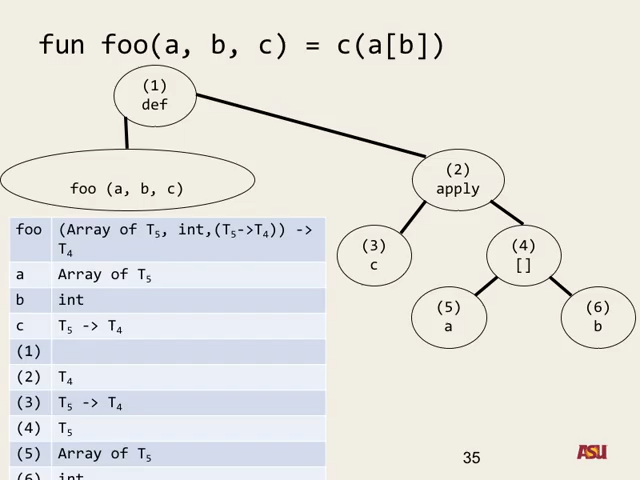 fun foo(a, b, c) = c(a[b])
(1)
def
foo (a, b, c)
(2)
apply
(3)
c
(4)
[]
(5)
a
(6)
b
foo (Array of T₅, int,(T₅->T₄)) ->
T₄
a Array of T₅
b int
c T₅ -> T₄
(1)
(2) T₄
(3) T₅ -> T₄
(4) T₅
(5) Array of T₅
(6) int
35
ASU